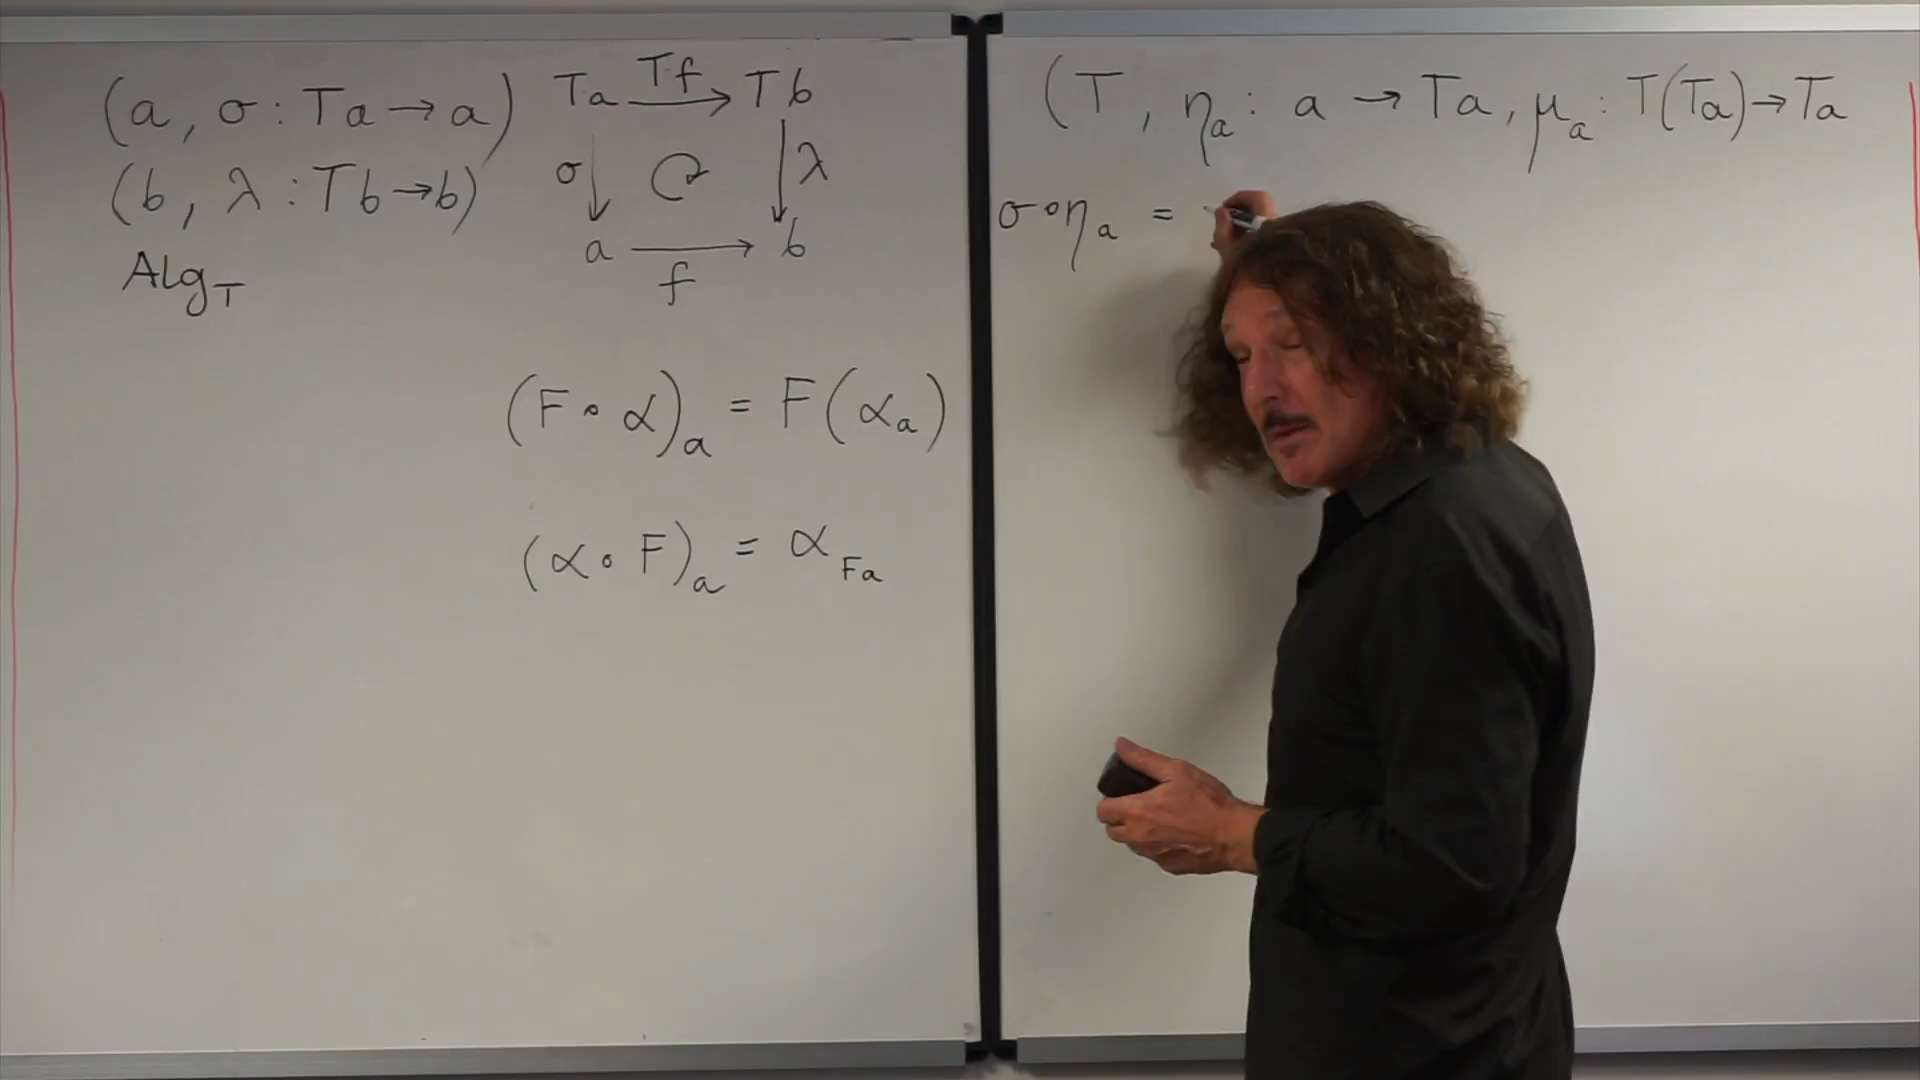 (a, σ : Ta → a)
(b, λ : Tb → b)
Alg_T
Ta Tf Tb
σ λ
a b
f
(F ∘ α)_a = F(α_a)
(α ∘ F)_a = α_Fa
(T, η_a : a → Ta, μ_a : T(Ta) → Ta
σ∘η_a =